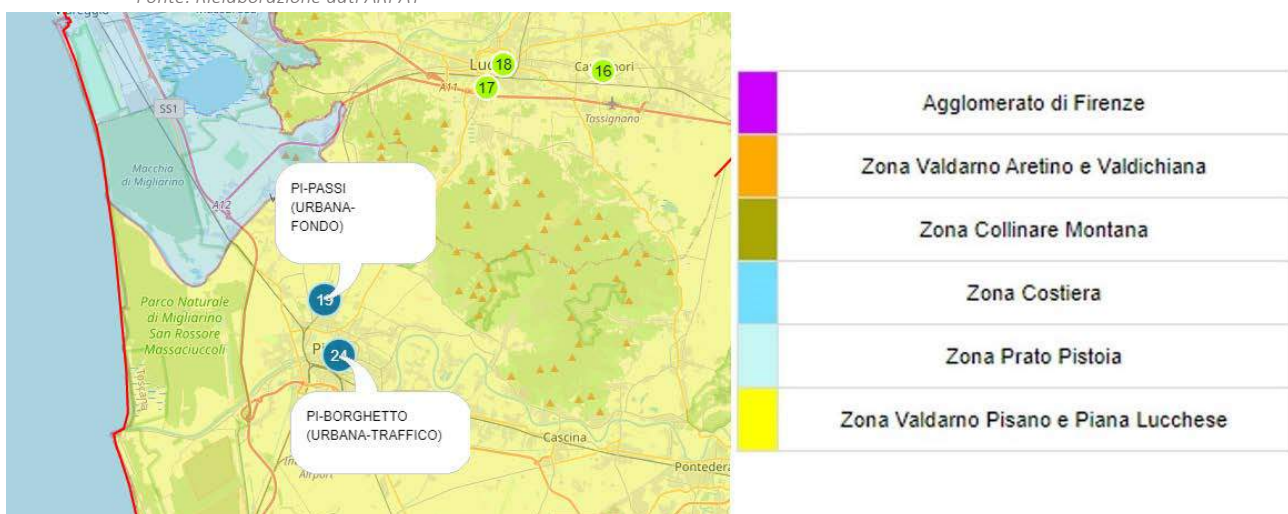 Fonte: Rielaborazione dati ARPAT
SS1
Macchia
di Migliarino
A12
A11
18
17
16
Tassignano
PI-PASSI
(URBANA-
FONDO)
19
Parco Naturale
di Migliarino
San Rossore
Massaciuccoli
24
Toscana
PI-BORGHETTO
(URBANA-TRAFFICO)
Cascina
Airport
Agglomerato di Firenze
Zona Valdarno Aretino e Valdichiana
Zona Collinare Montana
Zona Costiera
Zona Prato Pistoia
Zona Valdarno Pisano e Piana Lucchese